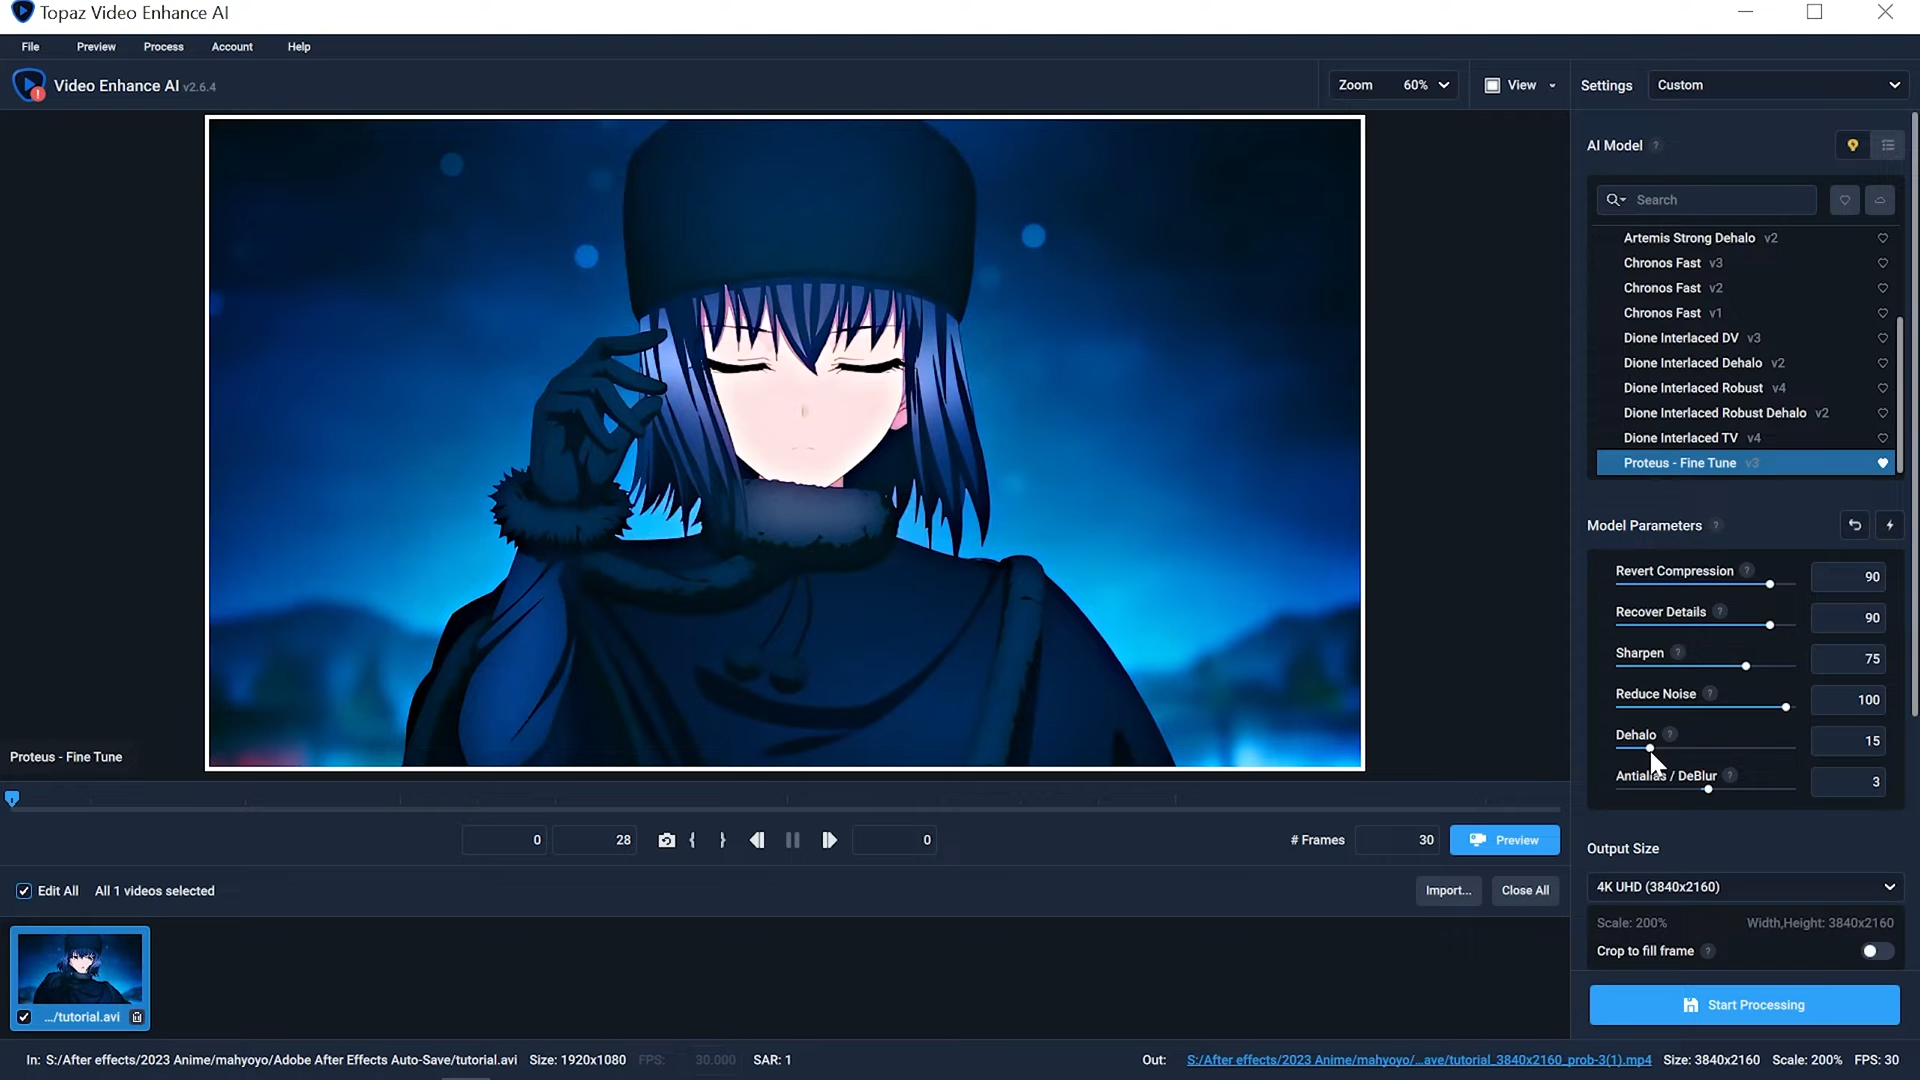 Topaz Video Enhance AI
File Preview Process Account Help
Video Enhance AI v2.6.4
Zoom 60% View Settings Custom
AI Model ?
Search
Artemis Strong Dehalo v2
Chronos Fast v3
Chronos Fast v2
Chronos Fast v1
Dione Interlaced DV v3
Dione Interlaced Dehalo v2
Dione Interlaced Robust v4
Dione Interlaced Robust Dehalo v2
Dione Interlaced TV v4
Proteus - Fine Tune v3
Model Parameters ?
Revert Compression ? 90
Recover Details ? 90
Sharpen ? 75
Reduce Noise ? 100
Dehalo ? 15
Antialias / DeBlur ? 3
Proteus - Fine Tune
0 28 { } 0 # Frames 30 Preview
Output Size
4K UHD (3840x2160)
Scale: 200% Width,Height: 3840x2160
Crop to fill frame ?
Start Processing
Edit All All 1 videos selected Import... Close All
.../tutorial.avi
In: S:/After effects/2023 Anime/mahyoyo/Adobe After Effects Auto-Save/tutorial.avi Size: 1920x1080 FPS: 30.000 SAR: 1
Out: S:/After effects/2023 Anime/mahyoyo/...ave/tutorial_3840x2160_prob-3(1).mp4 Size: 3840x2160 Scale: 200% FPS: 30